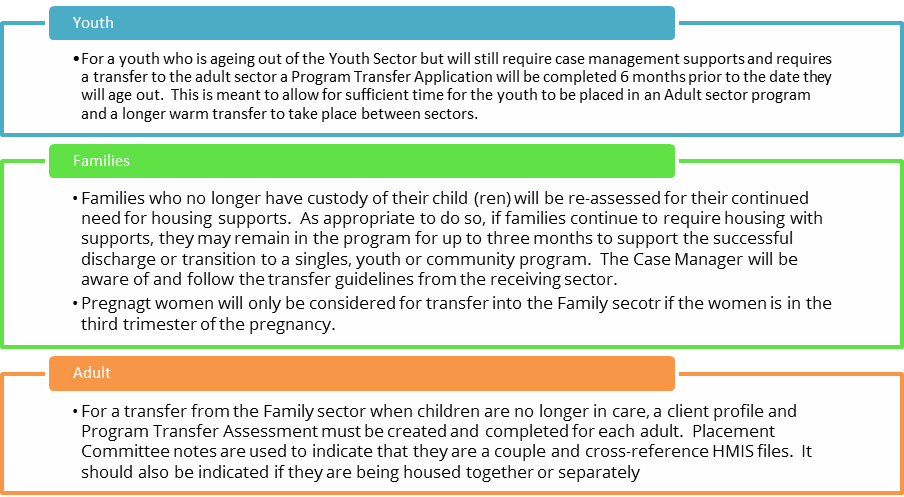 Youth
•For a youth who is ageing out of the Youth Sector but will still require case management supports and requires
a transfer to the adult sector a Program Transfer Application will be completed 6 months prior to the date they
will age out.  This is meant to allow for sufficient time for the youth to be placed in an Adult sector program
and a longer warm transfer to take place between sectors.
Families
• Families who no longer have custody of their child (ren) will be re-assessed for their continued
need for housing supports.  As appropriate to do so, if families continue to require housing with
supports, they may remain in the program for up to three months to support the successful
discharge or transition to a singles, youth or community program.  The Case Manager will be
aware of and follow the transfer guidelines from the receiving sector.
• Pregnagt women will only be considered for transfer into the Family secotr if the women is in the
third trimester of the pregnancy.
Adult
• For a transfer from the Family sector when children are no longer in care, a client profile and
Program Transfer Assessment must be created and completed for each adult.  Placement
Committee notes are used to indicate that they are a couple and cross-reference HMIS files.  It
should also be indicated if they are being housed together or separately